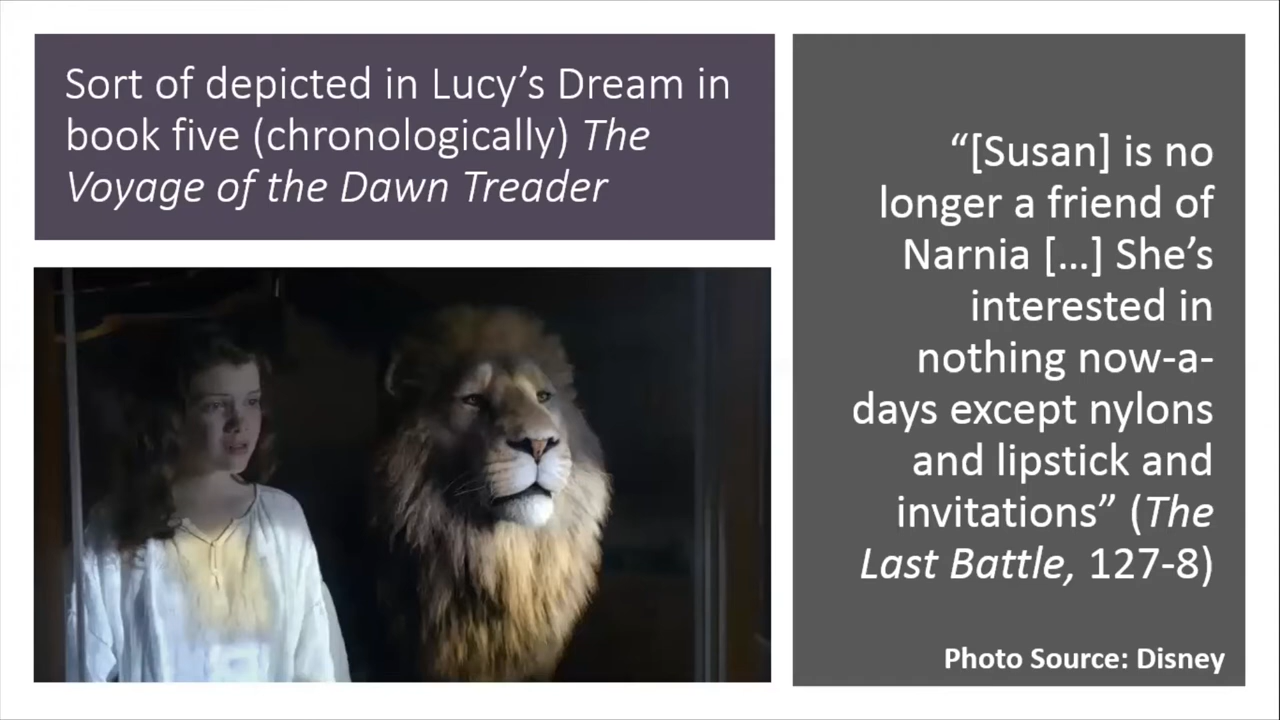 Sort of depicted in Lucy’s Dream in
book five (chronologically) The
Voyage of the Dawn Treader
“[Susan] is no
longer a friend of
Narnia […] She’s
interested in
nothing now-a-
days except nylons
and lipstick and
invitations” (The
Last Battle, 127-8)
Photo Source: Disney